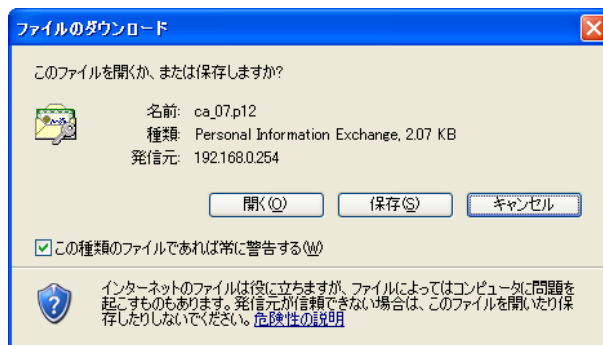 ファイルのダウンロード
このファイルを開くか、または保存しますか?
名前: ca_07.p12
種類: Personal Information Exchange, 2.07 KB
発信元: 192.168.0.254
開く(O) 保存(S) キャンセル
この種類のファイルであれば常に警告する(W)
インターネットのファイルは役に立ちますが、ファイルによってはコンピュータに問題を
起こすものもあります。発信元が信頼できない場合は、このファイルを開いたり保
存したりしないでください。危険性の説明